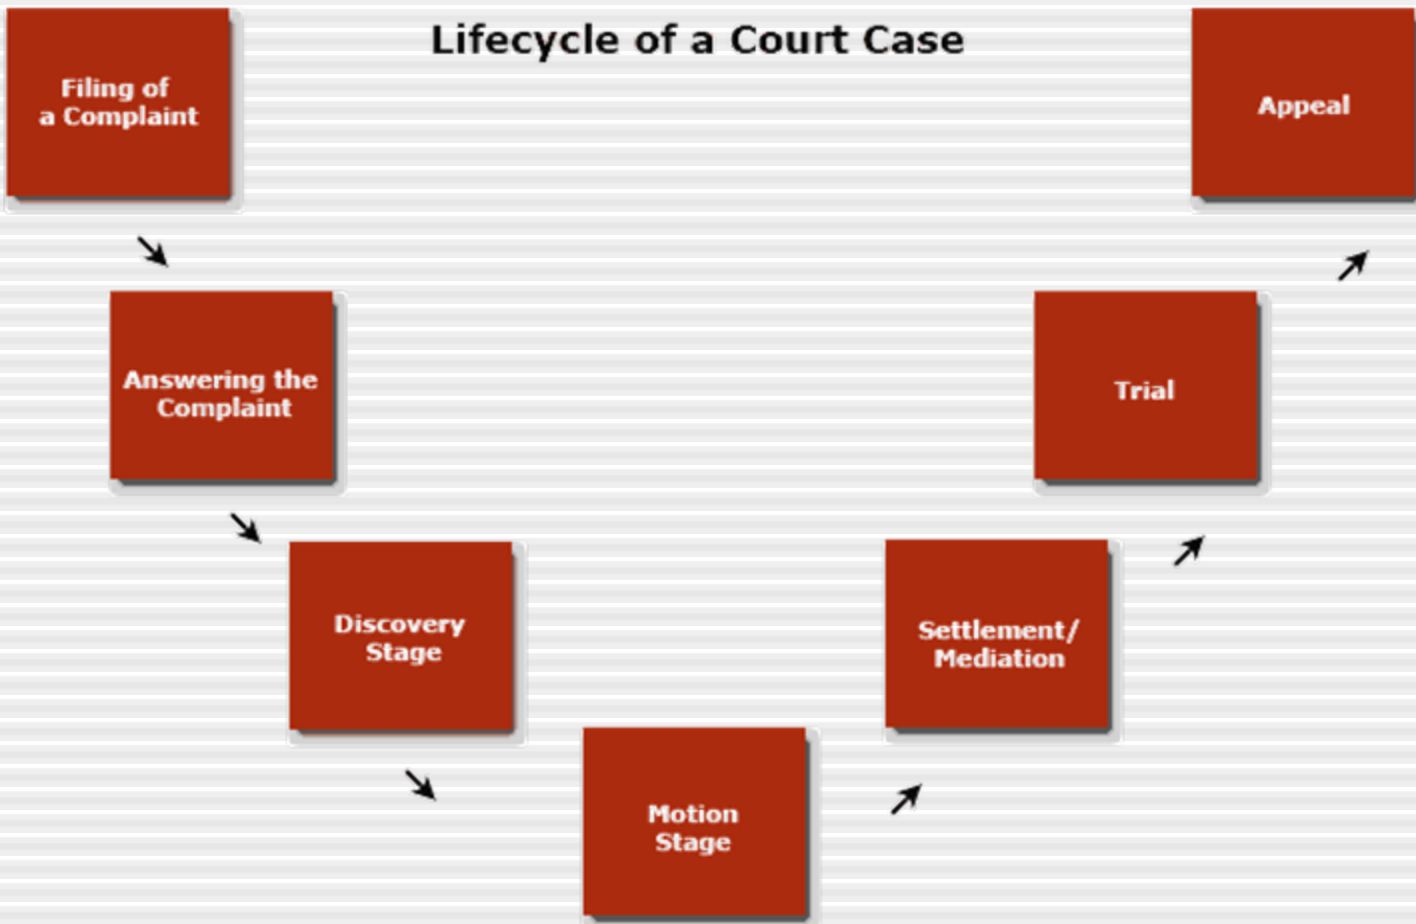 Lifecycle of a Court Case
Filing of
a Complaint
Answering the
Complaint
Discovery
Stage
Motion
Stage
Settlement/
Mediation
Trial
Appeal